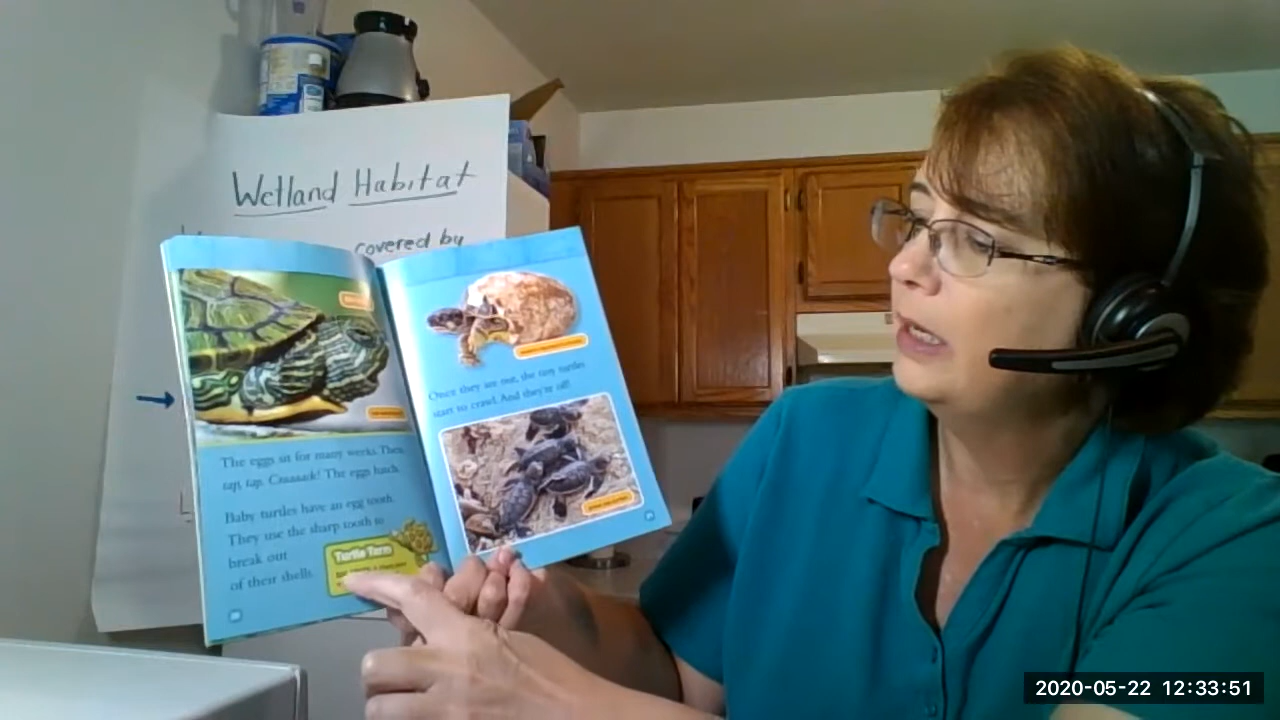 Wetland Habitat
covered by
The eggs sit for many weeks. Then,
tap, tap. Craaaack! The eggs hatch.
Baby turtles have an egg tooth.
They use the sharp tooth to
break out
of their shells.
Turtle Term
Once they are out, the tiny turtles
start to crawl. And they're off!
2020-05-22 12:33:51